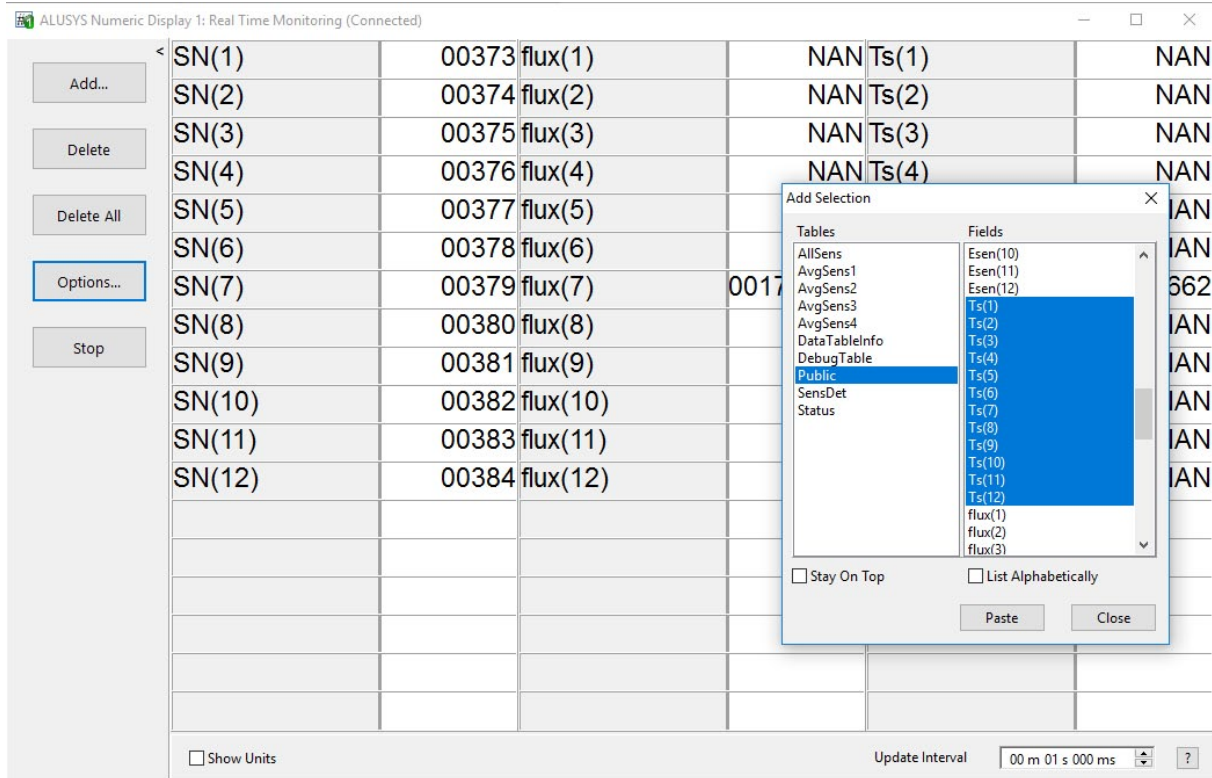 ALUSYS Numeric Display 1: Real Time Monitoring (Connected)
<
Add...
Delete
Delete All
Options...
Stop
SN(1) 00373 flux(1) NAN Ts(1) NAN
SN(2) 00374 flux(2) NAN Ts(2) NAN
SN(3) 00375 flux(3) NAN Ts(3) NAN
SN(4) 00376 flux(4) NAN Ts(4) NAN
SN(5) 00377 flux(5)
SN(6) 00378 flux(6)
SN(7) 00379 flux(7) 0017 662
SN(8) 00380 flux(8)
SN(9) 00381 flux(9)
SN(10) 00382 flux(10)
SN(11) 00383 flux(11)
SN(12) 00384 flux(12)
Add Selection
Tables
AllSens
AvgSens1
AvgSens2
AvgSens3
AvgSens4
DataTableInfo
DebugTable
Public
SensDet
Status
Fields
Esen(10)
Esen(11)
Esen(12)
Ts(1)
Ts(2)
Ts(3)
Ts(4)
Ts(5)
Ts(6)
Ts(7)
Ts(8)
Ts(9)
Ts(10)
Ts(11)
Ts(12)
flux(1)
flux(2)
flux(3)
Stay On Top
List Alphabetically
Paste Close
Show Units
Update Interval 00 m 01 s 000 ms ?